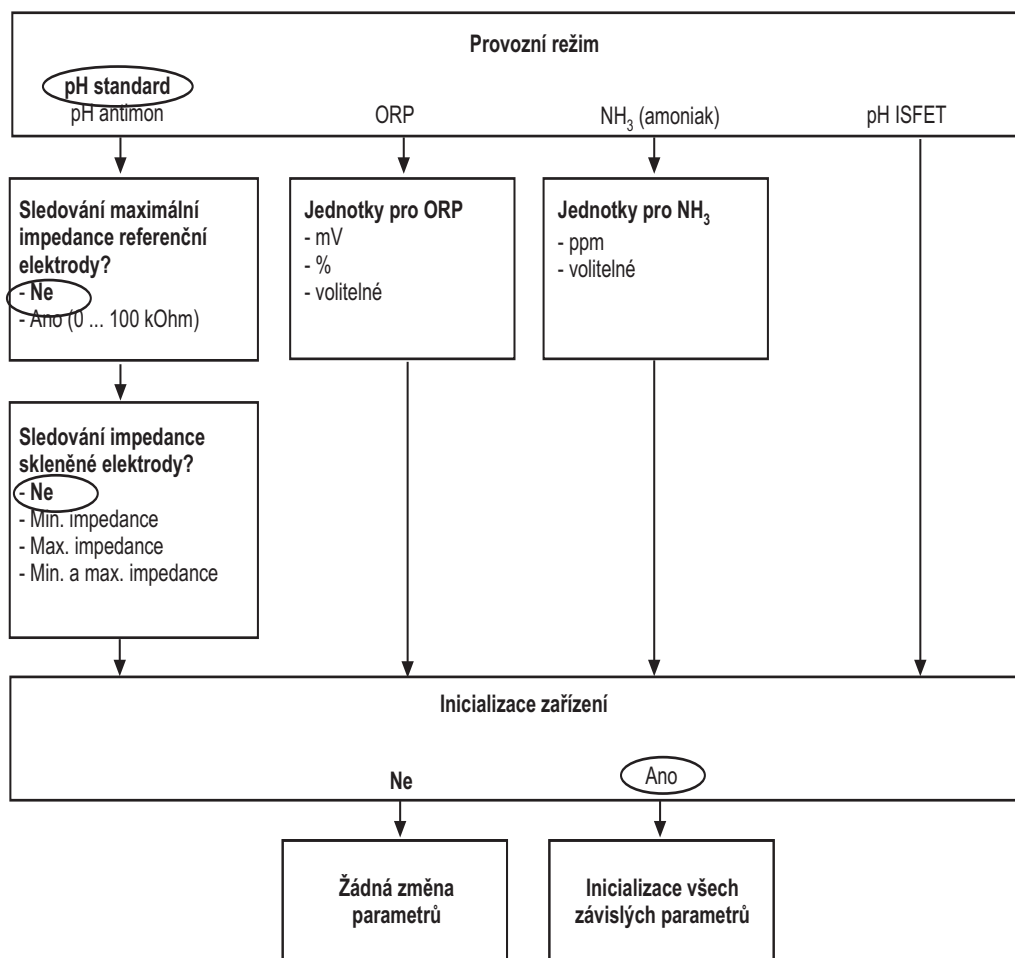 Provozní režim
pH standard
pH antimon
ORP
NH₃ (amoniak)
pH ISFET
Sledování maximální
impedance referenční
elektrody?
- Ne
- Ano (0 ... 100 kOhm)
Jednotky pro ORP
- mV
- %
- volitelné
Jednotky pro NH₃
- ppm
- volitelné
Sledování impedance
skleněné elektrody?
- Ne
- Min. impedance
- Max. impedance
- Min. a max. impedance
Inicializace zařízení
Ne
Ano
Žádná změna
parametrů
Inicializace všech
závislých parametrů